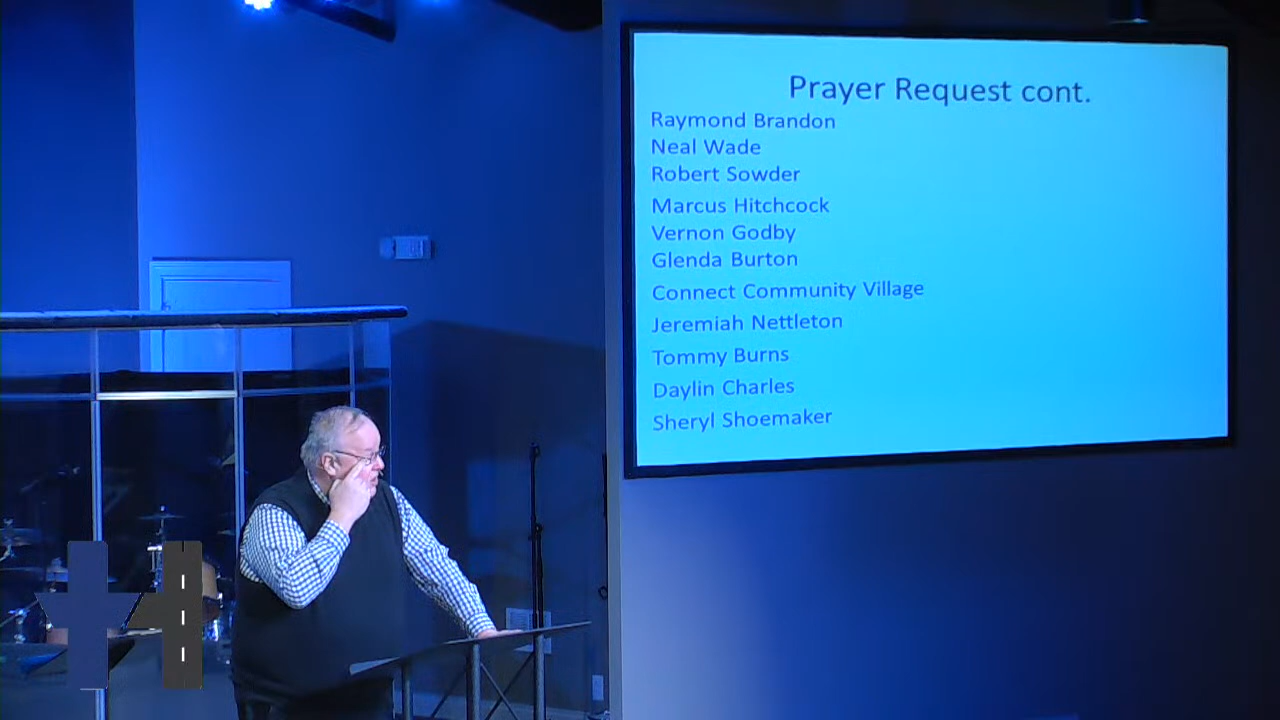 Prayer Request cont.
Raymond Brandon
Neal Wade
Robert Sowder
Marcus Hitchcock
Vernon Godby
Glenda Burton
Connect Community Village
Jeremiah Nettleton
Tommy Burns
Daylin Charles
Sheryl Shoemaker